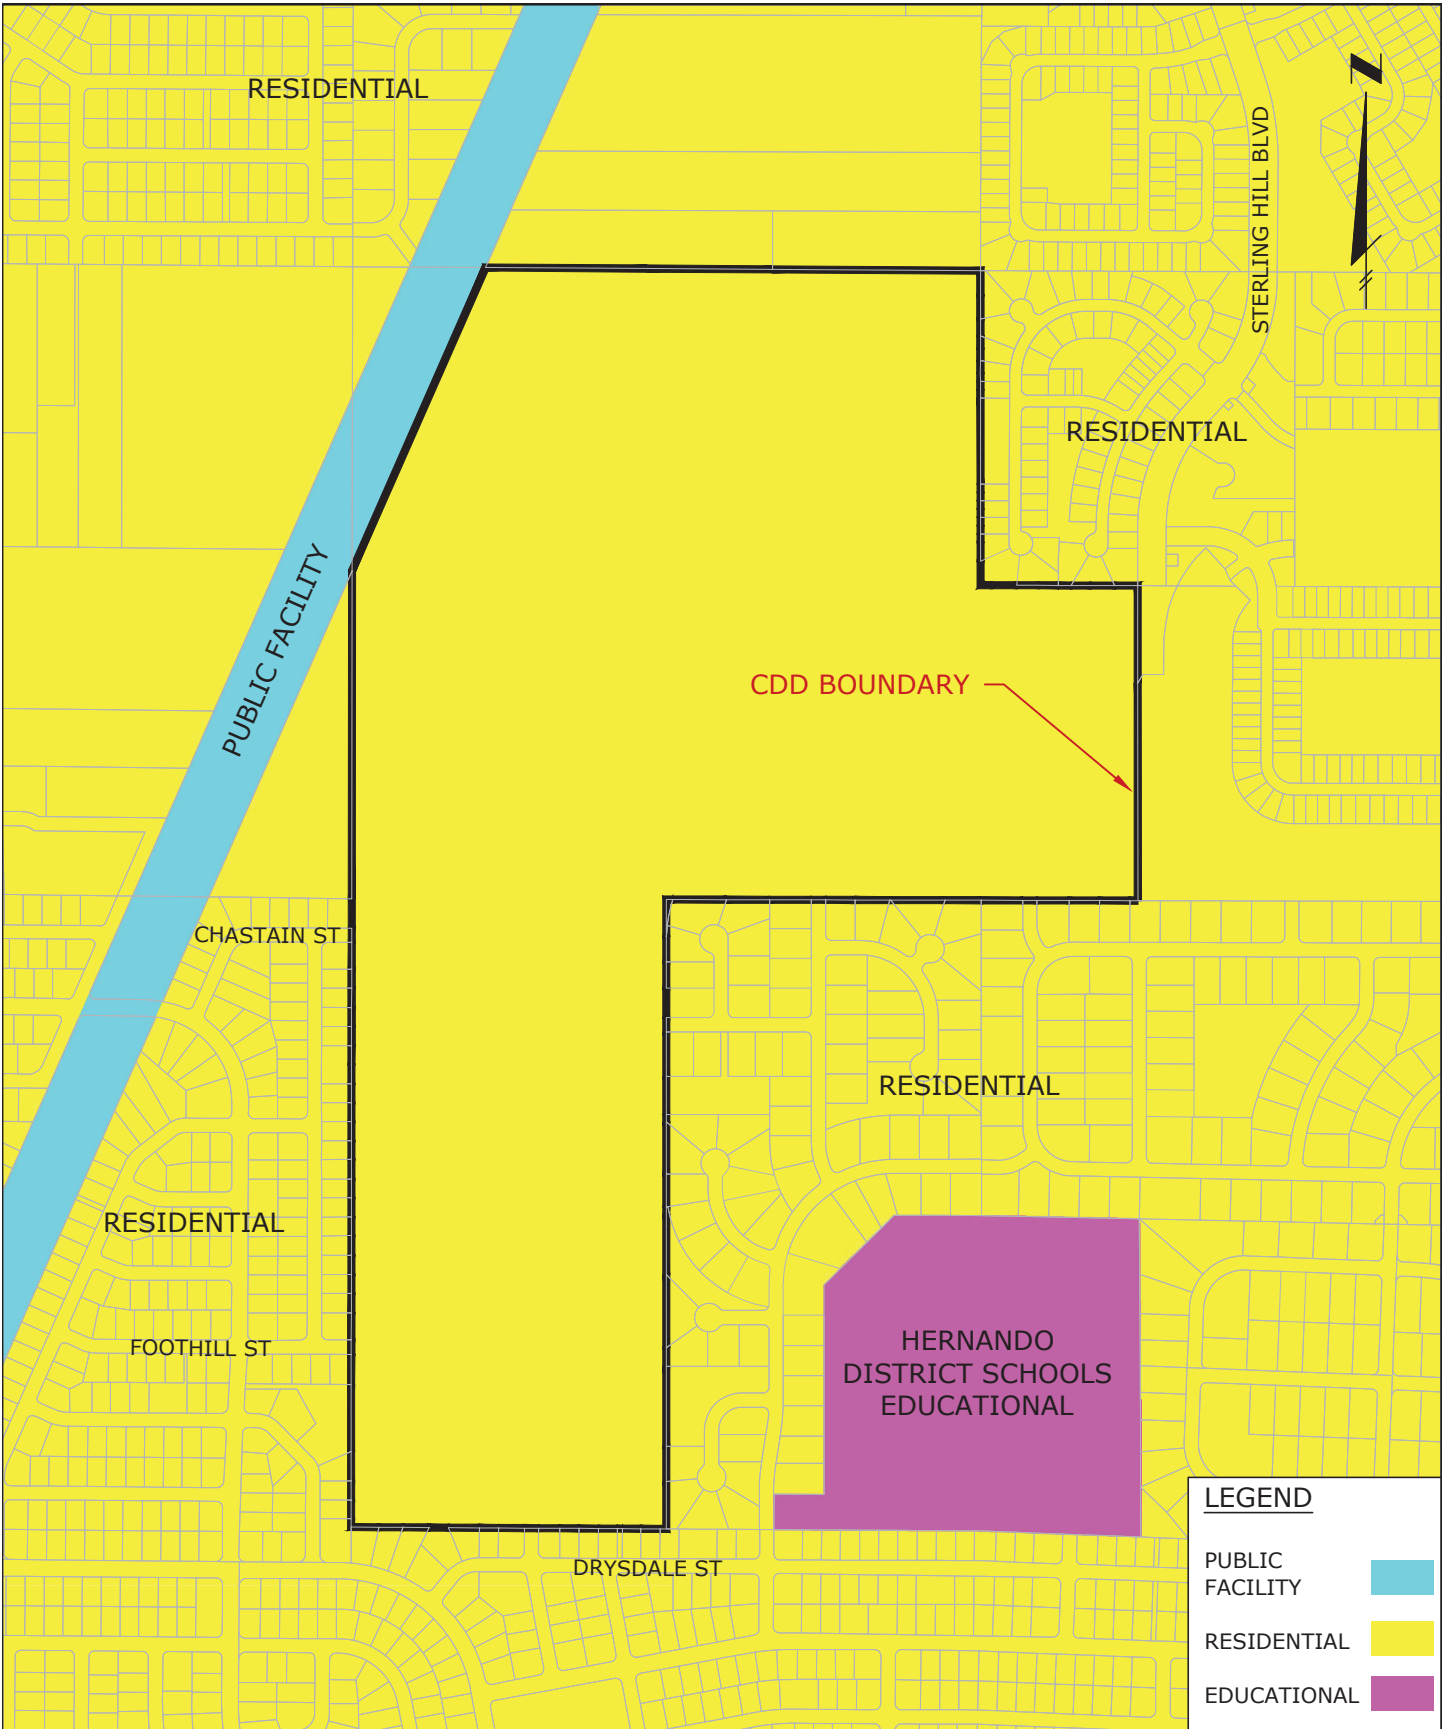 RESIDENTIAL
N
STERLING HILL BLVD
RESIDENTIAL
PUBLIC FACILITY
CDD BOUNDARY
CHASTAIN ST
RESIDENTIAL
RESIDENTIAL
FOOTHILL ST
HERNANDO
DISTRICT SCHOOLS
EDUCATIONAL
DRYSDALE ST
LEGEND
PUBLIC
FACILITY
RESIDENTIAL
EDUCATIONAL